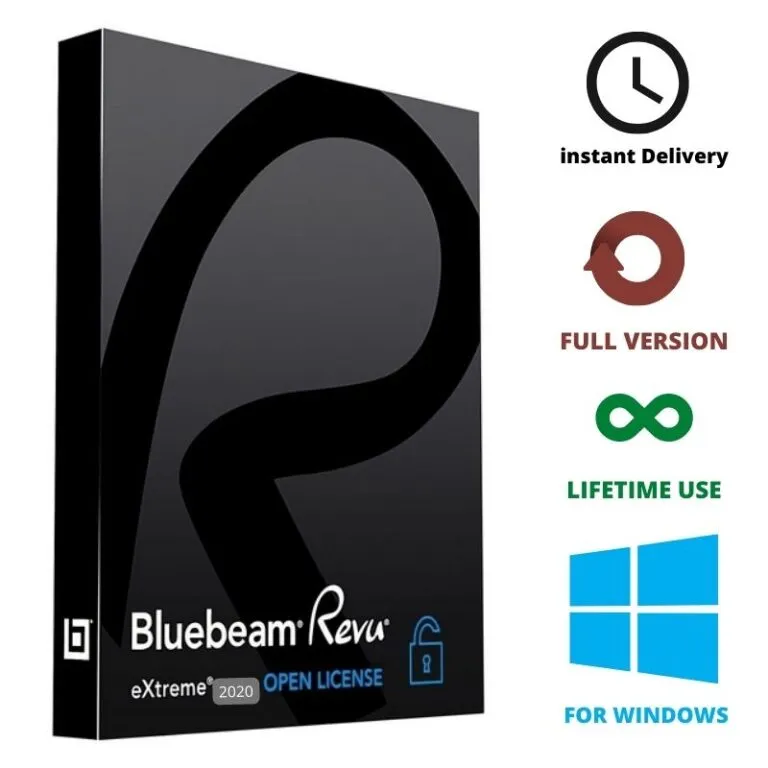 instant Delivery
FULL VERSION
LIFETIME USE
FOR WINDOWS
Bluebeam® Revu®
eXtreme® 2020 OPEN LICENSE